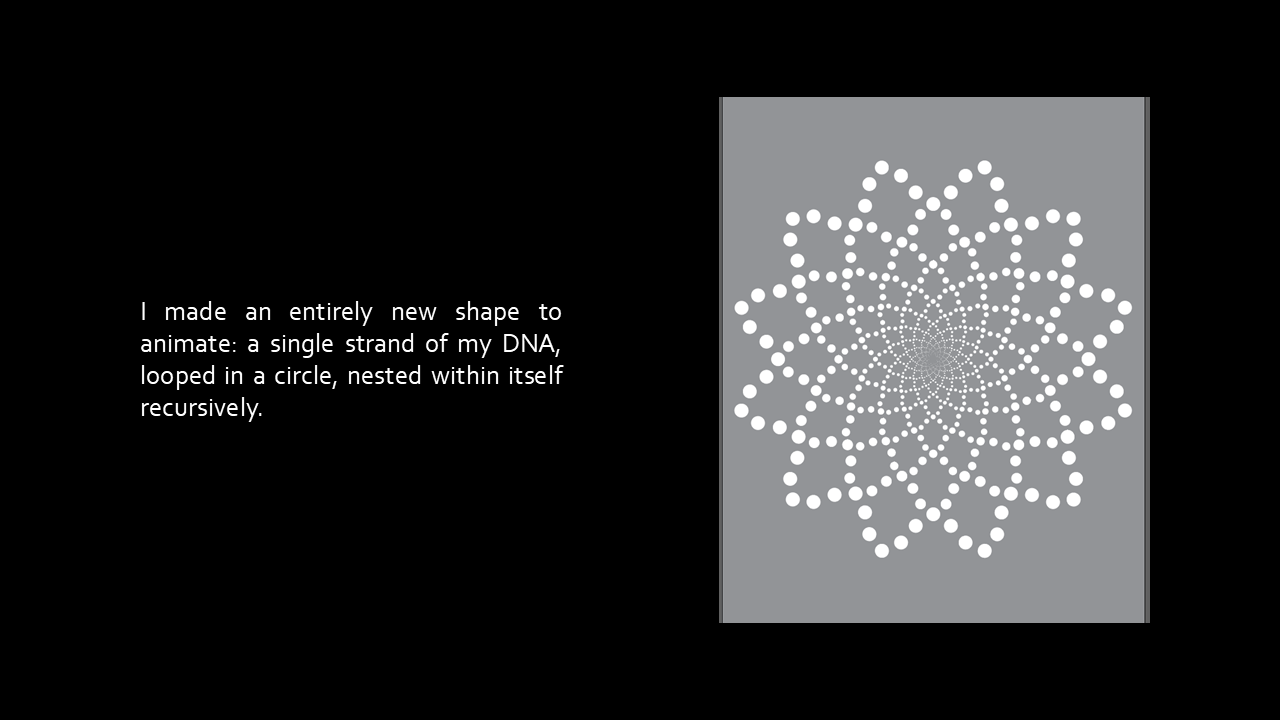 I made an entirely new shape to
animate: a single strand of my DNA,
looped in a circle, nested within itself
recursively.